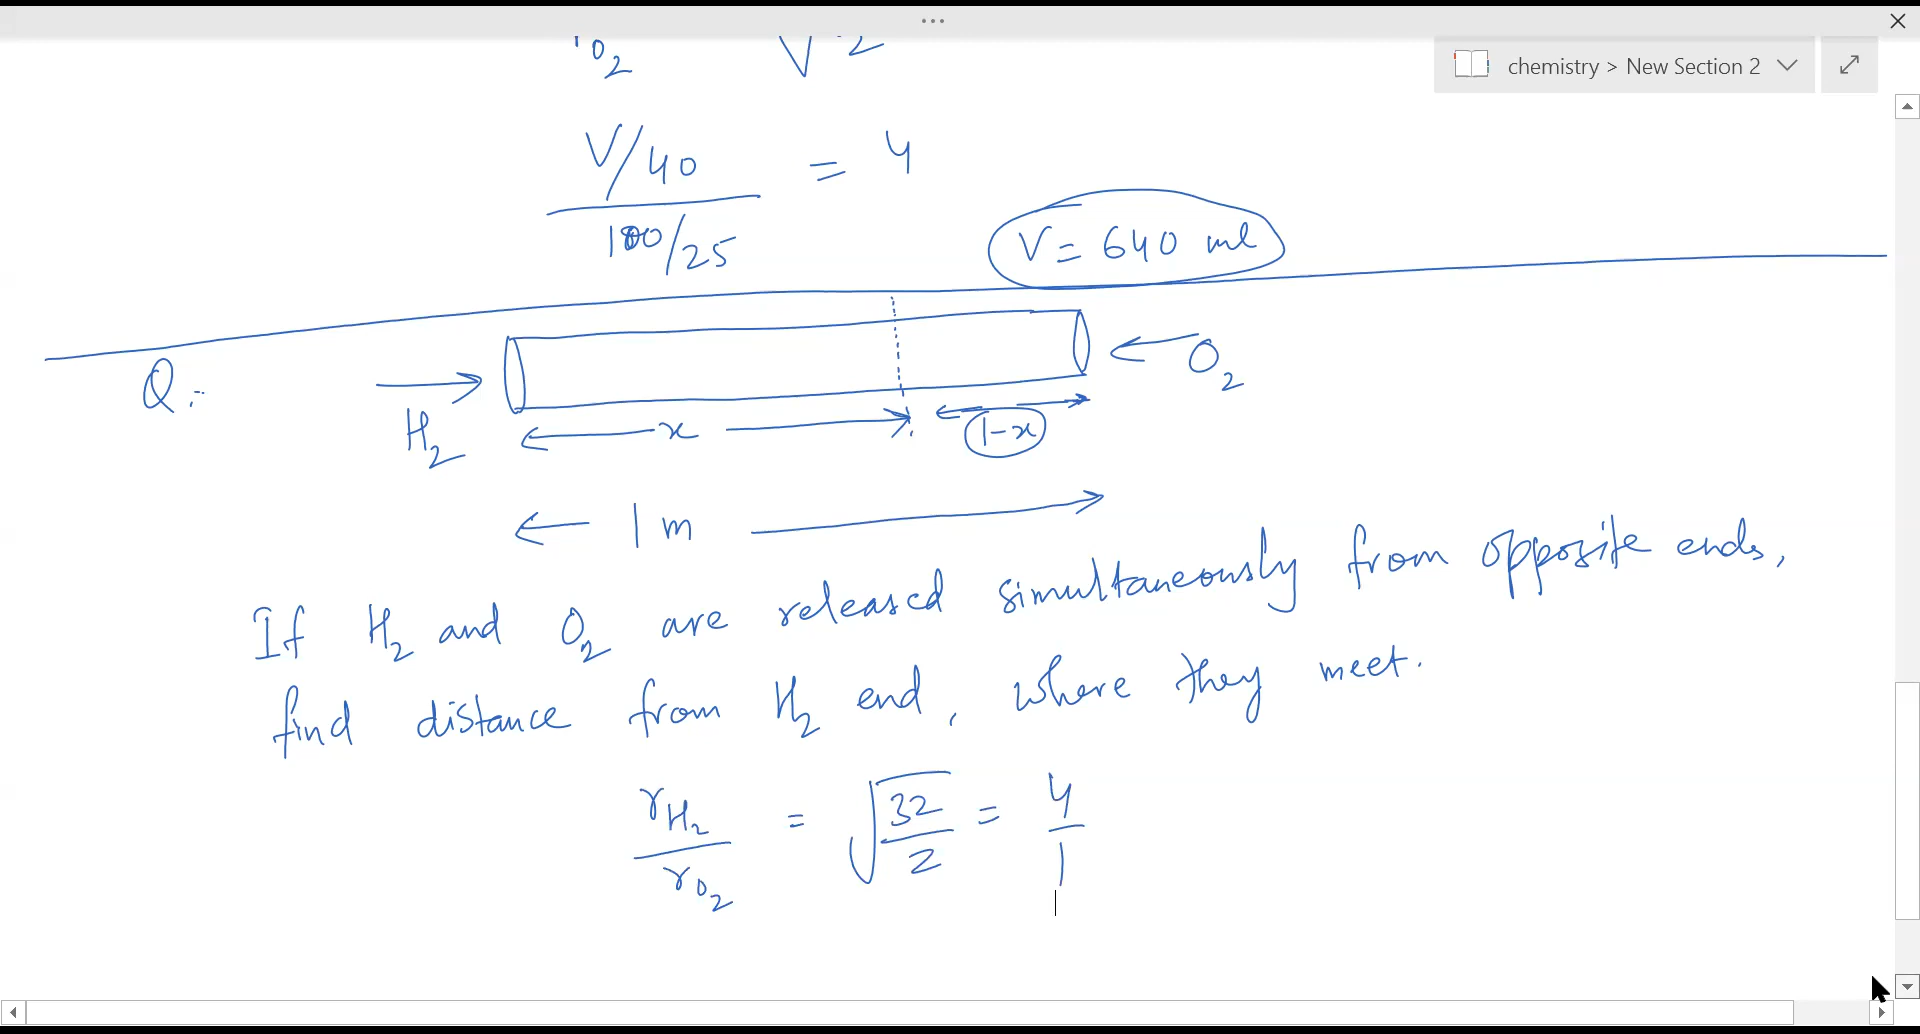 ...
r O2 √ 2
chemistry > New Section 2
V/40 = 4
100/25
V = 640 ml
Q :-
H2
O2
x
1-x
1 m
If H2 and O2 are released simultaneously from opposite ends,
find distance from H2 end, where they meet.
rH2 / rO2 = √(32/2) = 4/1